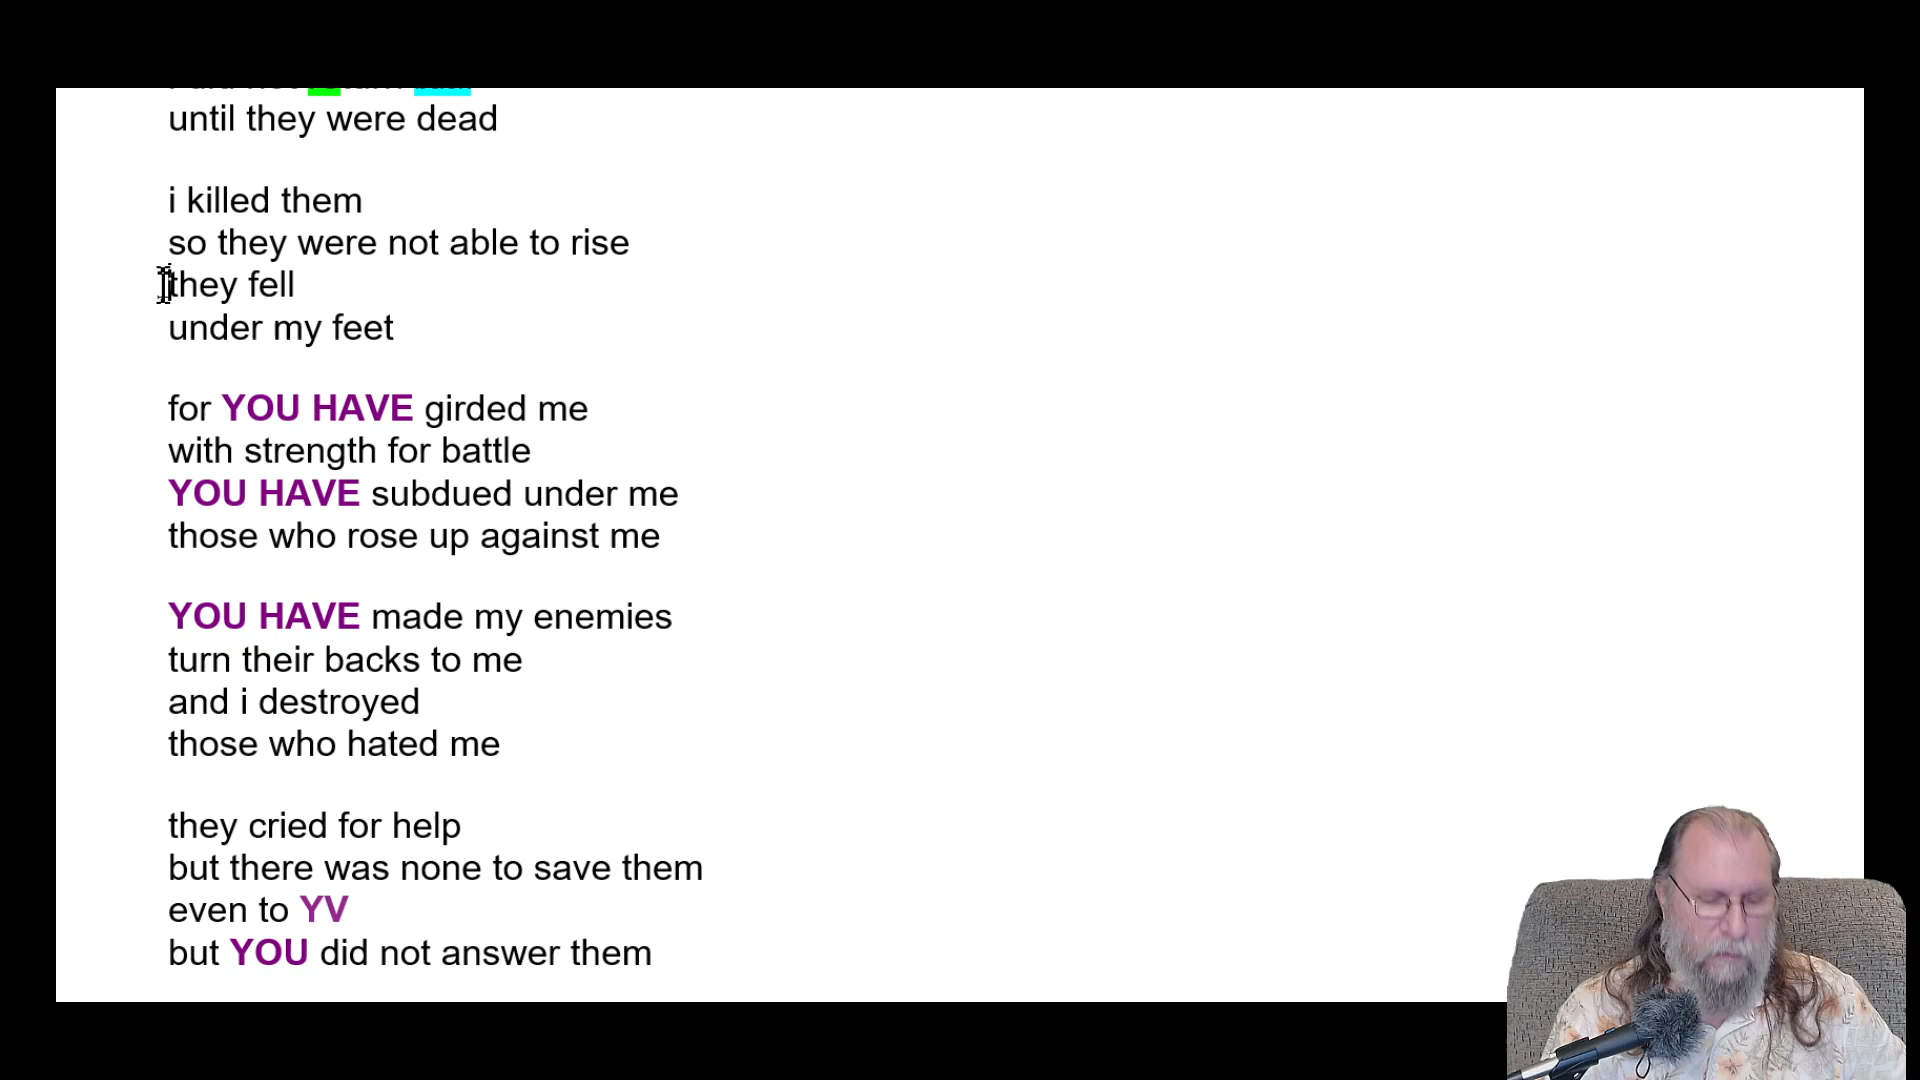 until they were dead
i killed them
so they were not able to rise
they fell
under my feet
for YOU HAVE girded me
with strength for battle
YOU HAVE subdued under me
those who rose up against me
YOU HAVE made my enemies
turn their backs to me
and i destroyed
those who hated me
they cried for help
but there was none to save them
even to YV
but YOU did not answer them